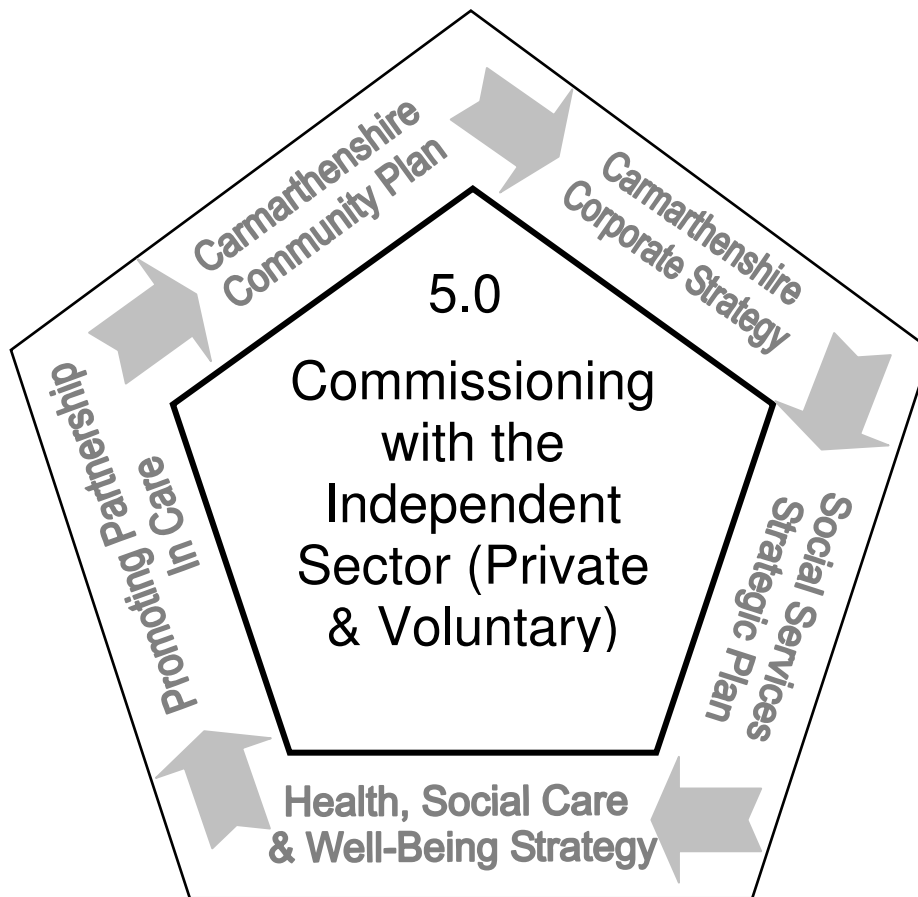 Carmarthenshire
Community Plan
Carmarthenshire
Corporate Strategy
Social Services
Strategic Plan
Health, Social Care
& Well-Being Strategy
Promoting Partnership
In Care
5.0
Commissioning
with the
Independent
Sector (Private
& Voluntary)